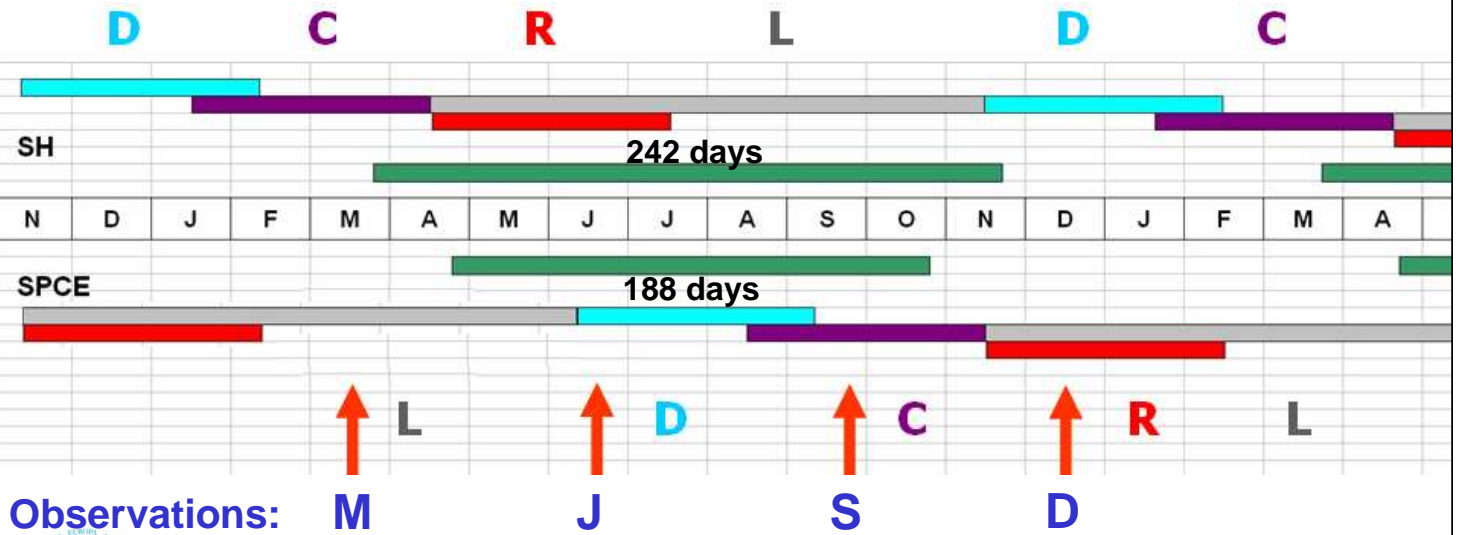 D C R L D C
SH
242 days
N D J F M A M J J A S O N D J F M A
SPCE
188 days
L D C R L
Observations: M J S D